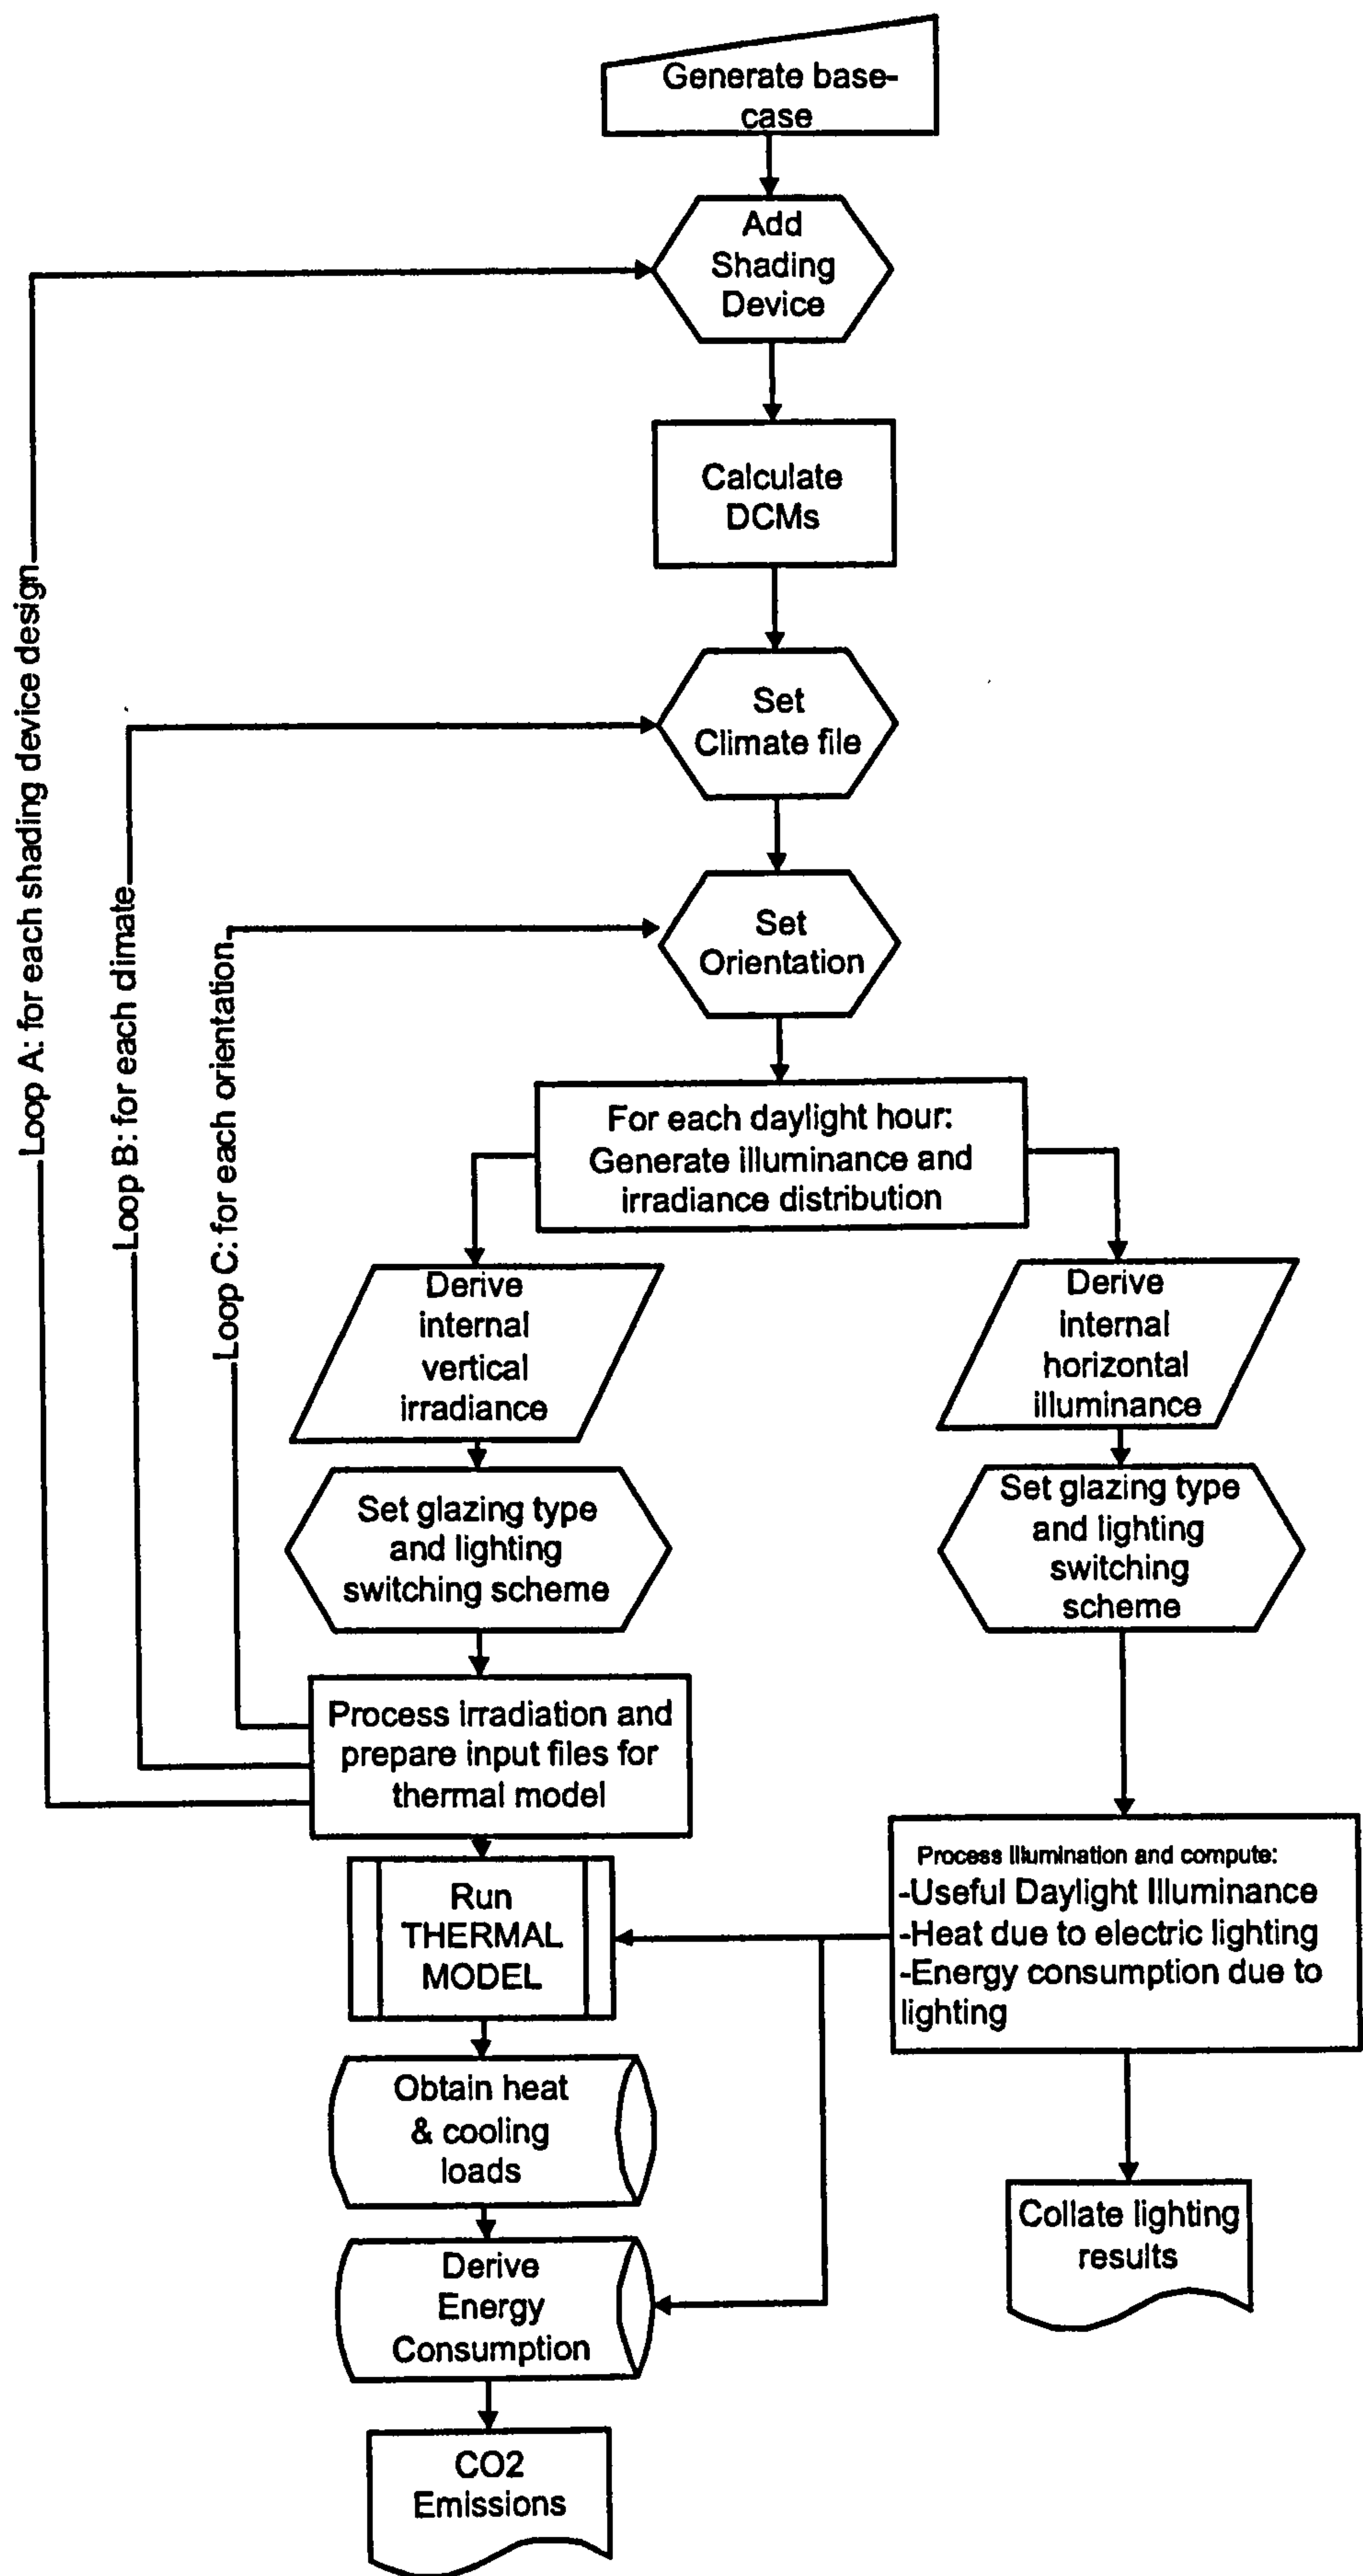 Generate base-
case
Add
Shading
Device
Calculate
DCMs
Set
Climate file
Set
Orientation
Loop A: for each shading device design
Loop B: for each dimate
Loop C: for each orientation
For each daylight hour:
Generate illuminance and
irradiance distribution
Derive
internal
vertical
irradiance
Derive
internal
horizontal
illuminance
Set glazing type
and lighting
switching scheme
Set glazing type
and lighting
switching
scheme
Process irradiation and
prepare input files for
thermal model
Process Illumination and compute:
-Useful Daylight Illuminance
-Heat due to electric lighting
-Energy consumption due to
lighting
Run
THERMAL
MODEL
Obtain heat
& cooling
loads
Collate lighting
results
Derive
Energy
Consumption
CO2
Emissions